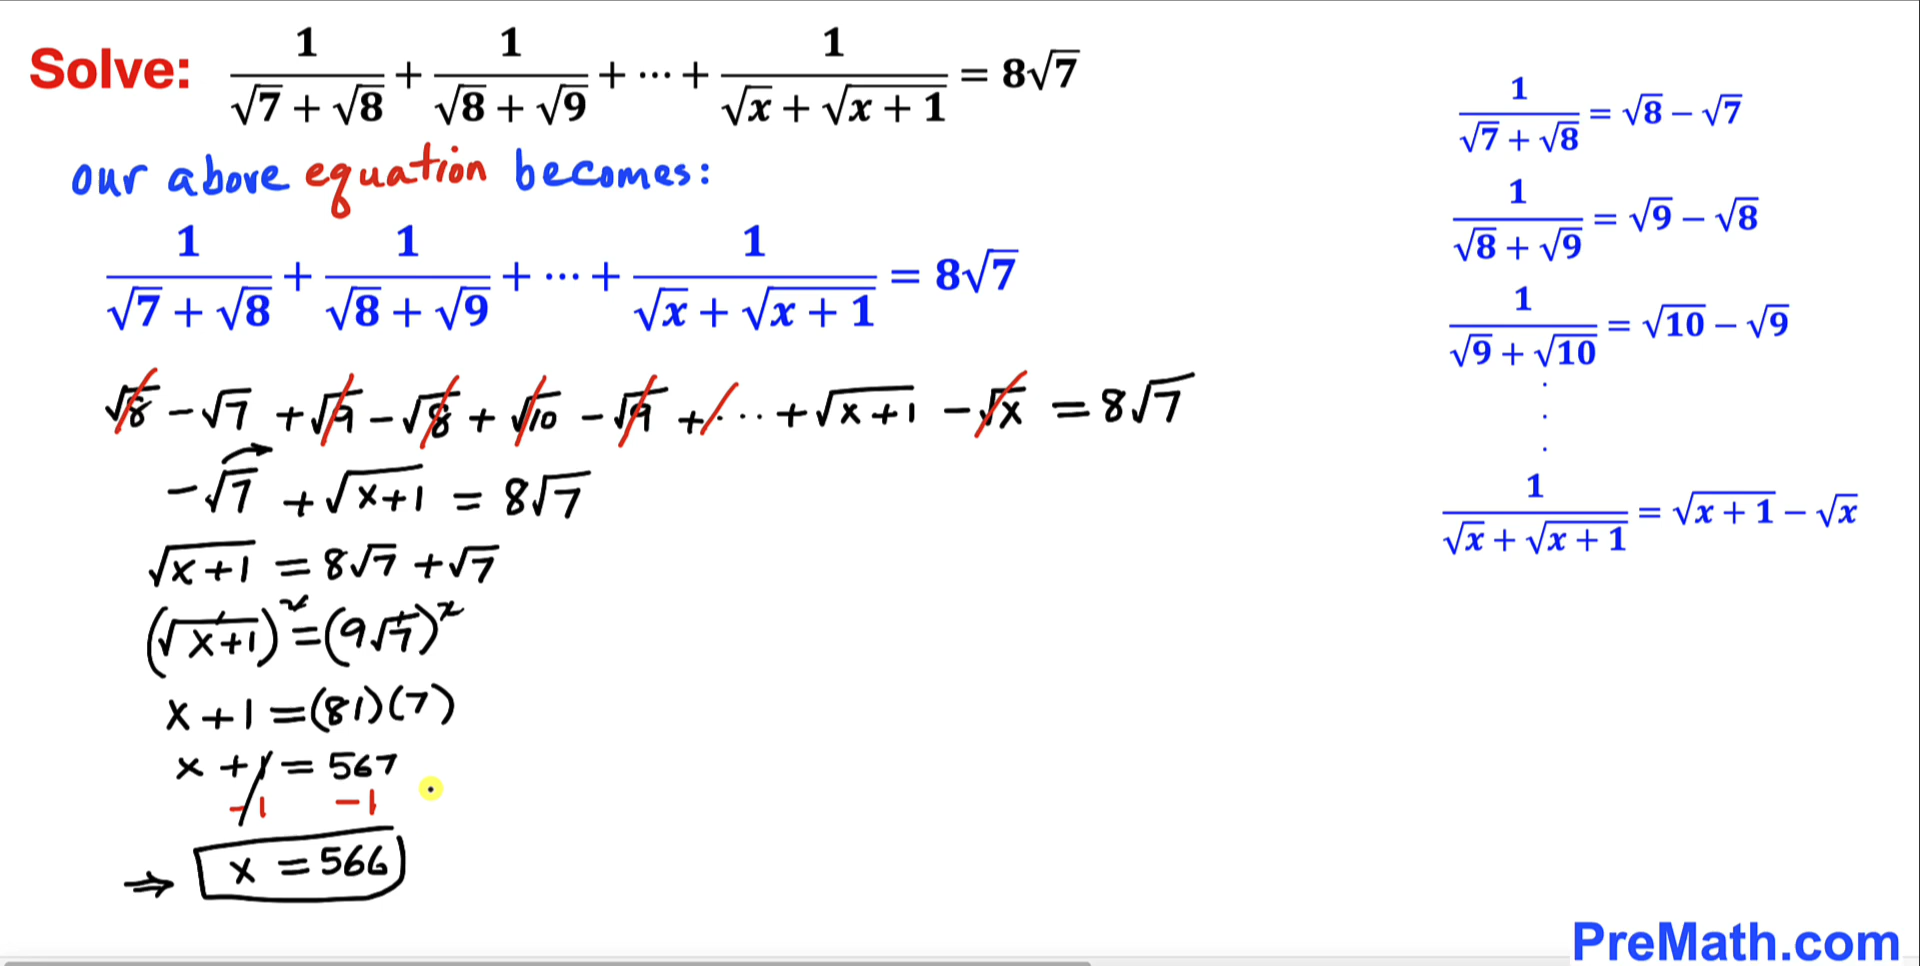 Solve: 1/(√7 + √8) + 1/(√8 + √9) + ⋯ + 1/(√x + √(x + 1)) = 8√7
our above equation becomes:
1/(√7 + √8) + 1/(√8 + √9) + ⋯ + 1/(√x + √(x + 1)) = 8√7
√8 − √7 + √9 − √8 + √10 − √9 + ⋯ + √(x+1) − √x = 8√7
−√7 + √(x+1) = 8√7
√(x+1) = 8√7 + √7
(√(x+1))² = (9√7)²
x + 1 = (81)(7)
x + 1 = 567
−1 −1
⇒ x = 566
1/(√7 + √8) = √8 − √7
1/(√8 + √9) = √9 − √8
1/(√9 + √10) = √10 − √9
.
.
.
1/(√x + √(x + 1)) = √(x + 1) − √x
PreMath.com